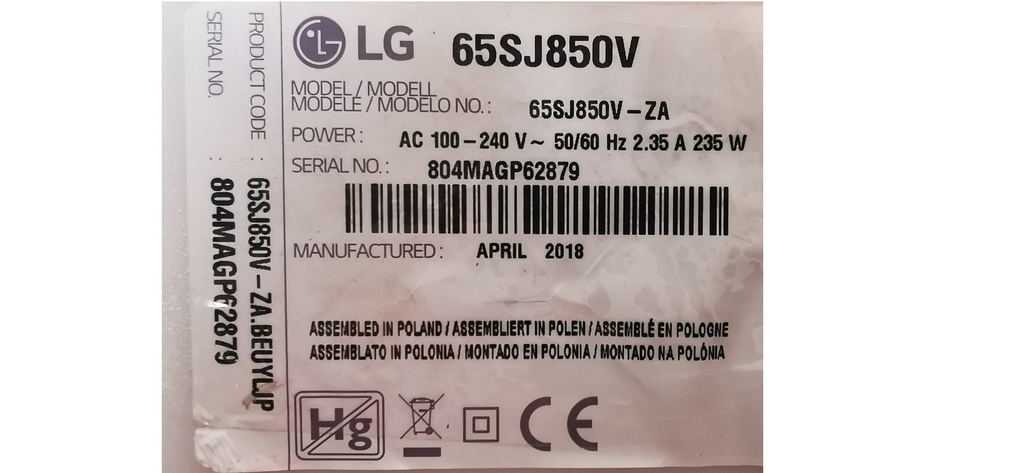 LG 65SJ850V
MODEL / MODELL
MODÈLE / MODELO NO. : 65SJ850V – ZA
POWER : AC 100 – 240 V ~ 50/60 Hz 2.35 A 235 W
SERIAL NO. : 804MAGP62879
MANUFACTURED : APRIL 2018
ASSEMBLED IN POLAND / ASSEMBLIERT IN POLEN / ASSEMBLÉ EN POLOGNE
ASSEMBLATO IN POLONIA / MONTADO EN POLONIA / MONTADO NA POLÓNIA
Hg
CE
PRODUCT CODE : 65SJ850V – ZA.BEUYLJP
SERIAL NO. : 804MAGP62879